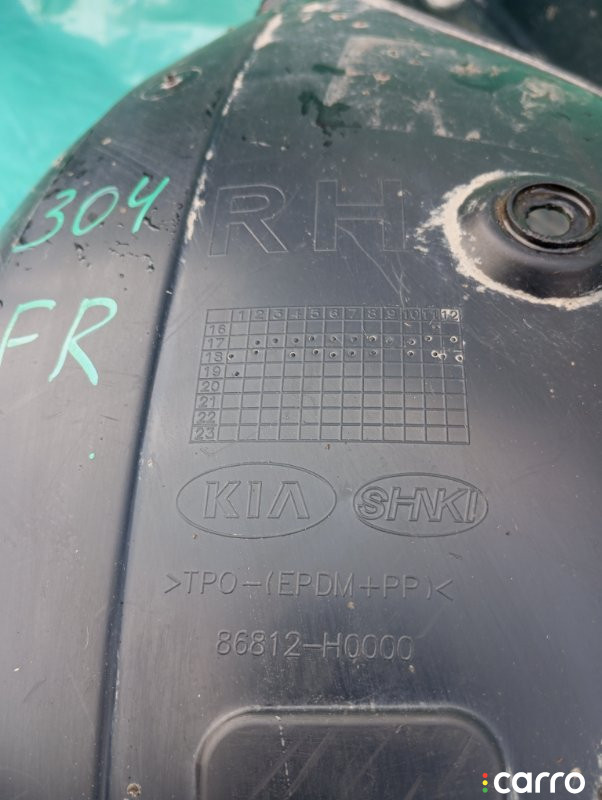 304
RH
FR
1 2 3 4 5 6 7 8 9 10 11 12
16
17
18
19
20
21
22
23
KIA SHNKI
>TPO-(EPDM+PP)<
86812-H0000
carro